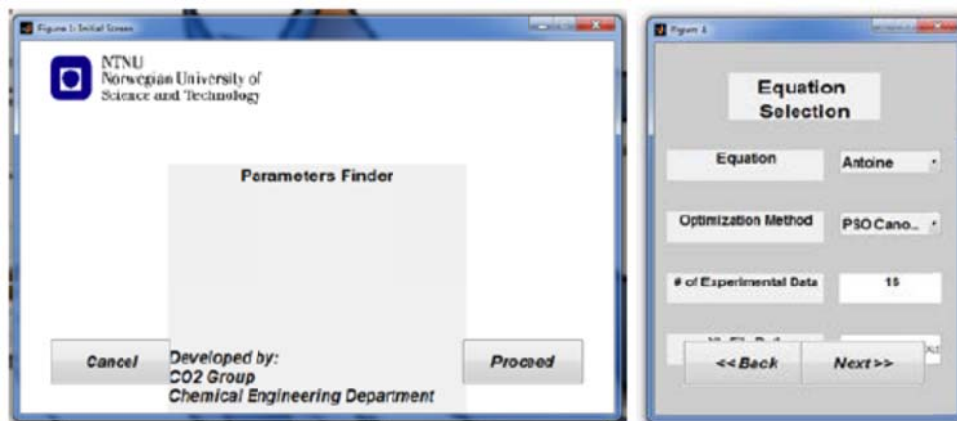 Figure 1: Initial Screen
NTNU
Norwegian University of
Science and Technology
Parameters Finder
Cancel
Developed by:
CO2 Group
Chemical Engineering Department
Proceed
Figure
Equation
Selection
Equation
Antoine
Optimization Method
PSO Cano...
# of Experimental Data
<<Back
Next>>